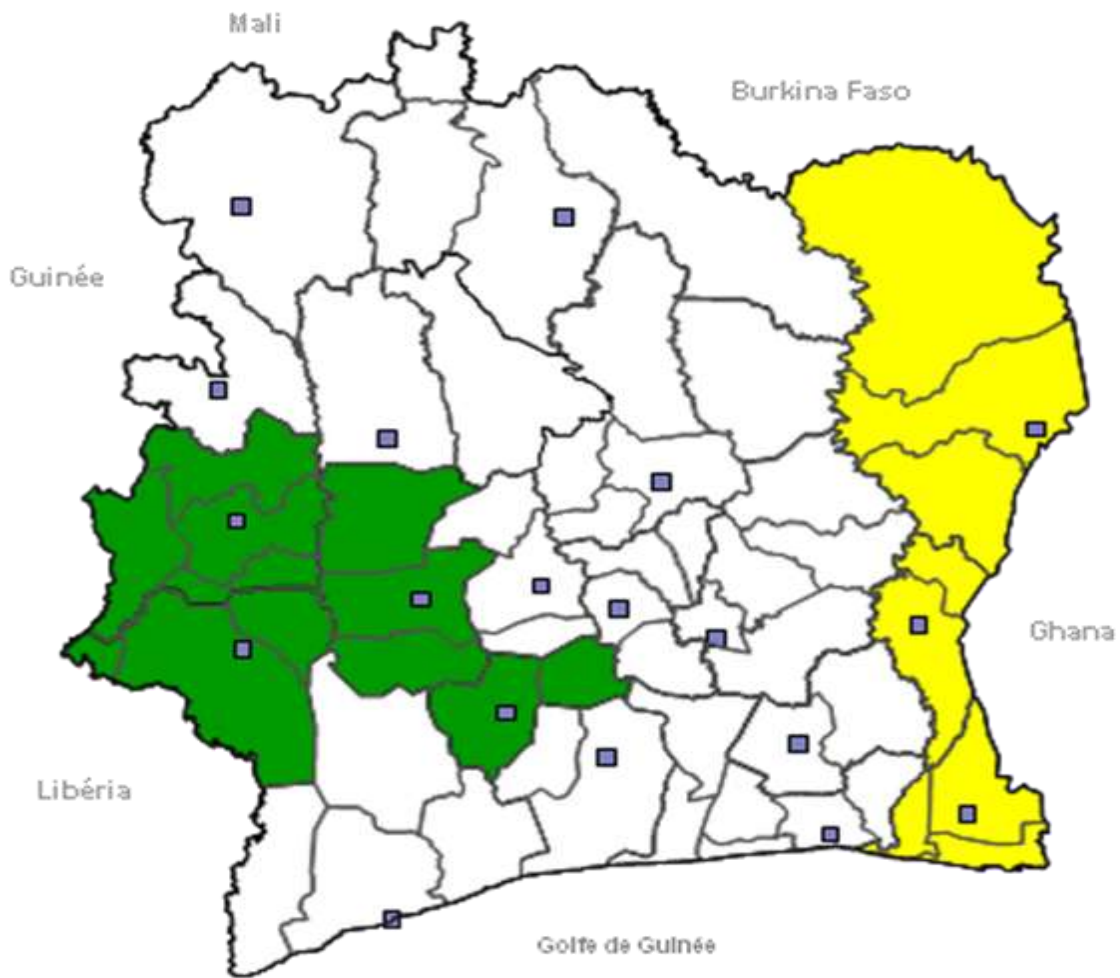 Mali
Burkina Faso
Guinée
Ghana
Libéria
Golfe de Guinée